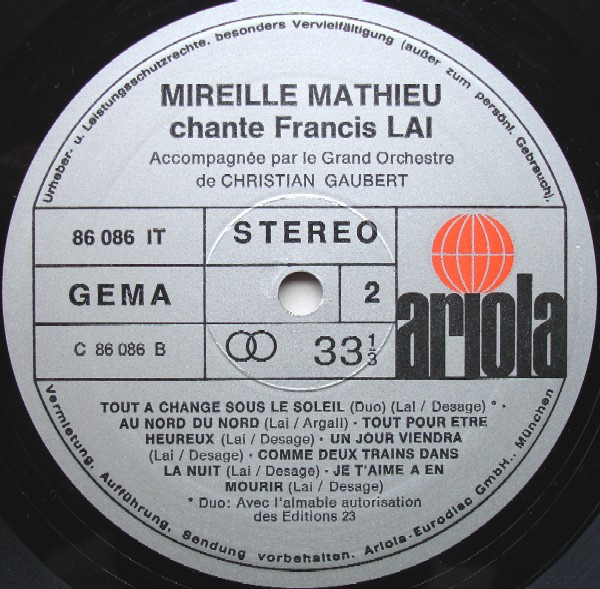 Urheber- u. Leistungsschutzrechte, besonders Vervielfältigung (außer zum persönl. Gebrauch),
MIREILLE MATHIEU
chante Francis LAI
Accompagnée par le Grand Orchestre
de CHRISTIAN GAUBERT
86 086 IT
STEREO
GEMA
2
ariola
C 86 086 B
33 1/3
TOUT A CHANGE SOUS LE SOLEIL (Duo) (Lai / Desage) * -
AU NORD DU NORD (Lai / Argall) - TOUT POUR ETRE
HEUREUX (Lai / Desage) - UN JOUR VIENDRA
(Lai / Desage) - COMME DEUX TRAINS DANS
LA NUIT (Lai / Desage) - JE T'AIME A EN
MOURIR (Lai / Desage)
* Duo: Avec l'almable autorisation
des Editions 23
Vermietung, Aufführung, Sendung vorbehalten. Ariola-Eurodisc GmbH., München